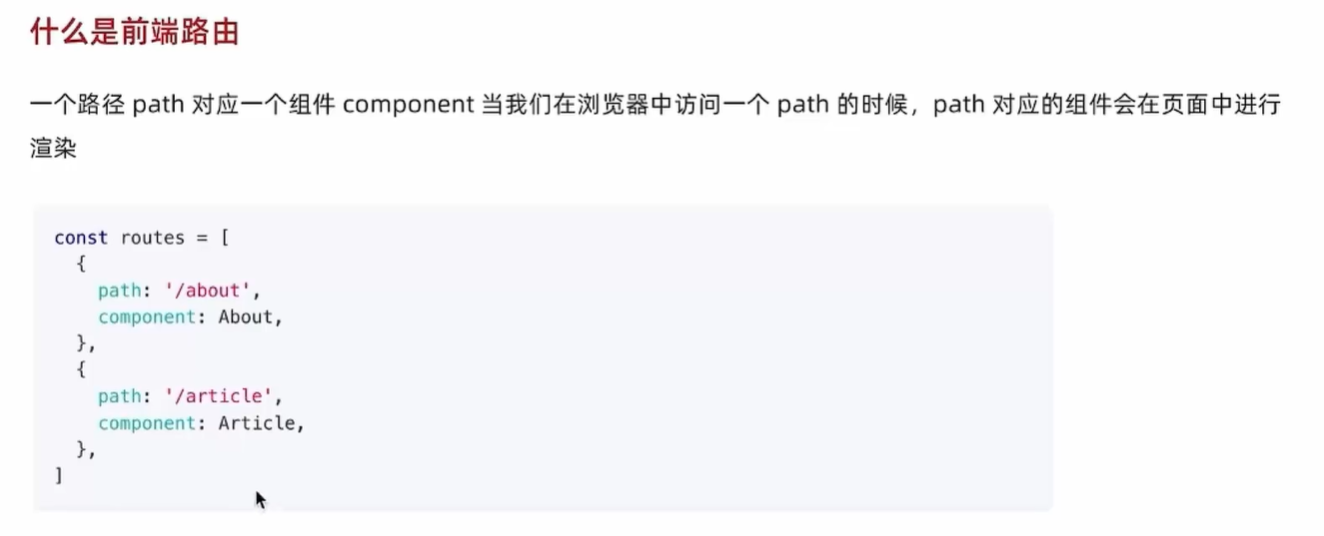 什么是前端路由
一个路径 path 对应一个组件 component 当我们在浏览器中访问一个 path 的时候，path 对应的组件会在页面中进行
渲染
const routes = [
  {
    path: '/about',
    component: About,
  },
  {
    path: '/article',
    component: Article,
  },
]